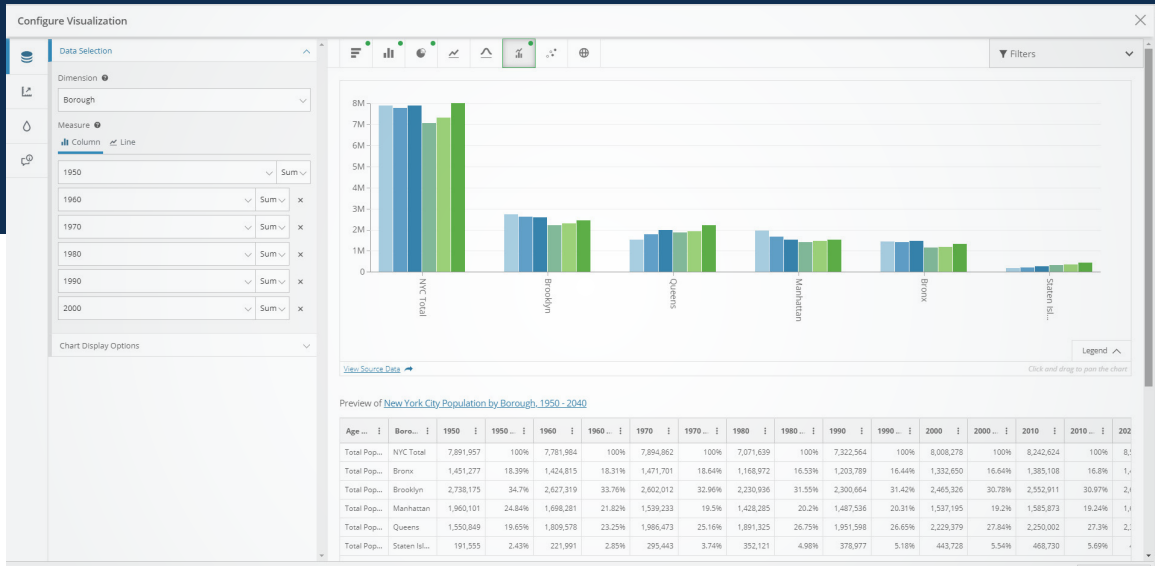 Configure Visualization
Data Selection
Dimension
Borough
Measure
Column Line
1950 Sum
1960 Sum
1970 Sum
1980 Sum
1990 Sum
2000 Sum
Chart Display Options
Filters
8M
7M
6M
5M
4M
3M
2M
1M
0
NYC Total
Brooklyn
Queens
Manhattan
Bronx
Staten Isl...
Legend
View Source Data
Click and drag to pan the chart
Preview of New York City Population by Borough, 1950 - 2040
Age ... Boro... 1950 1950 ... 1960 1960 ... 1970 1970 ... 1980 1980 ... 1990 1990 ... 2000 2000 ... 2010 2010 ... 202
Total Pop... NYC Total 7,891,957 100% 7,781,984 100% 7,894,862 100% 7,071,639 100% 7,322,564 100% 8,008,278 100% 8,242,624 100% 8,
Total Pop... Bronx 1,451,277 18.39% 1,424,815 18.31% 1,471,701 18.64% 1,168,972 16.53% 1,203,789 16.44% 1,332,650 16.64% 1,385,108 16.8% 1,
Total Pop... Brooklyn 2,738,175 34.7% 2,627,319 33.76% 2,602,012 32.96% 2,230,936 31.55% 2,300,664 31.42% 2,465,326 30.78% 2,552,911 30.97% 2,
Total Pop... Manhattan 1,960,101 24.84% 1,698,281 21.82% 1,539,233 19.5% 1,428,285 20.2% 1,487,536 20.31% 1,537,195 19.2% 1,585,873 19.24% 1,
Total Pop... Queens 1,550,849 19.65% 1,809,578 23.25% 1,986,473 25.16% 1,891,325 26.75% 1,951,598 26.65% 2,229,379 27.84% 2,250,002 27.3% 2,
Total Pop... Staten Isl... 191,555 2.43% 221,991 2.85% 295,443 3.74% 352,121 4.98% 378,977 5.18% 443,728 5.54% 468,730 5.69%